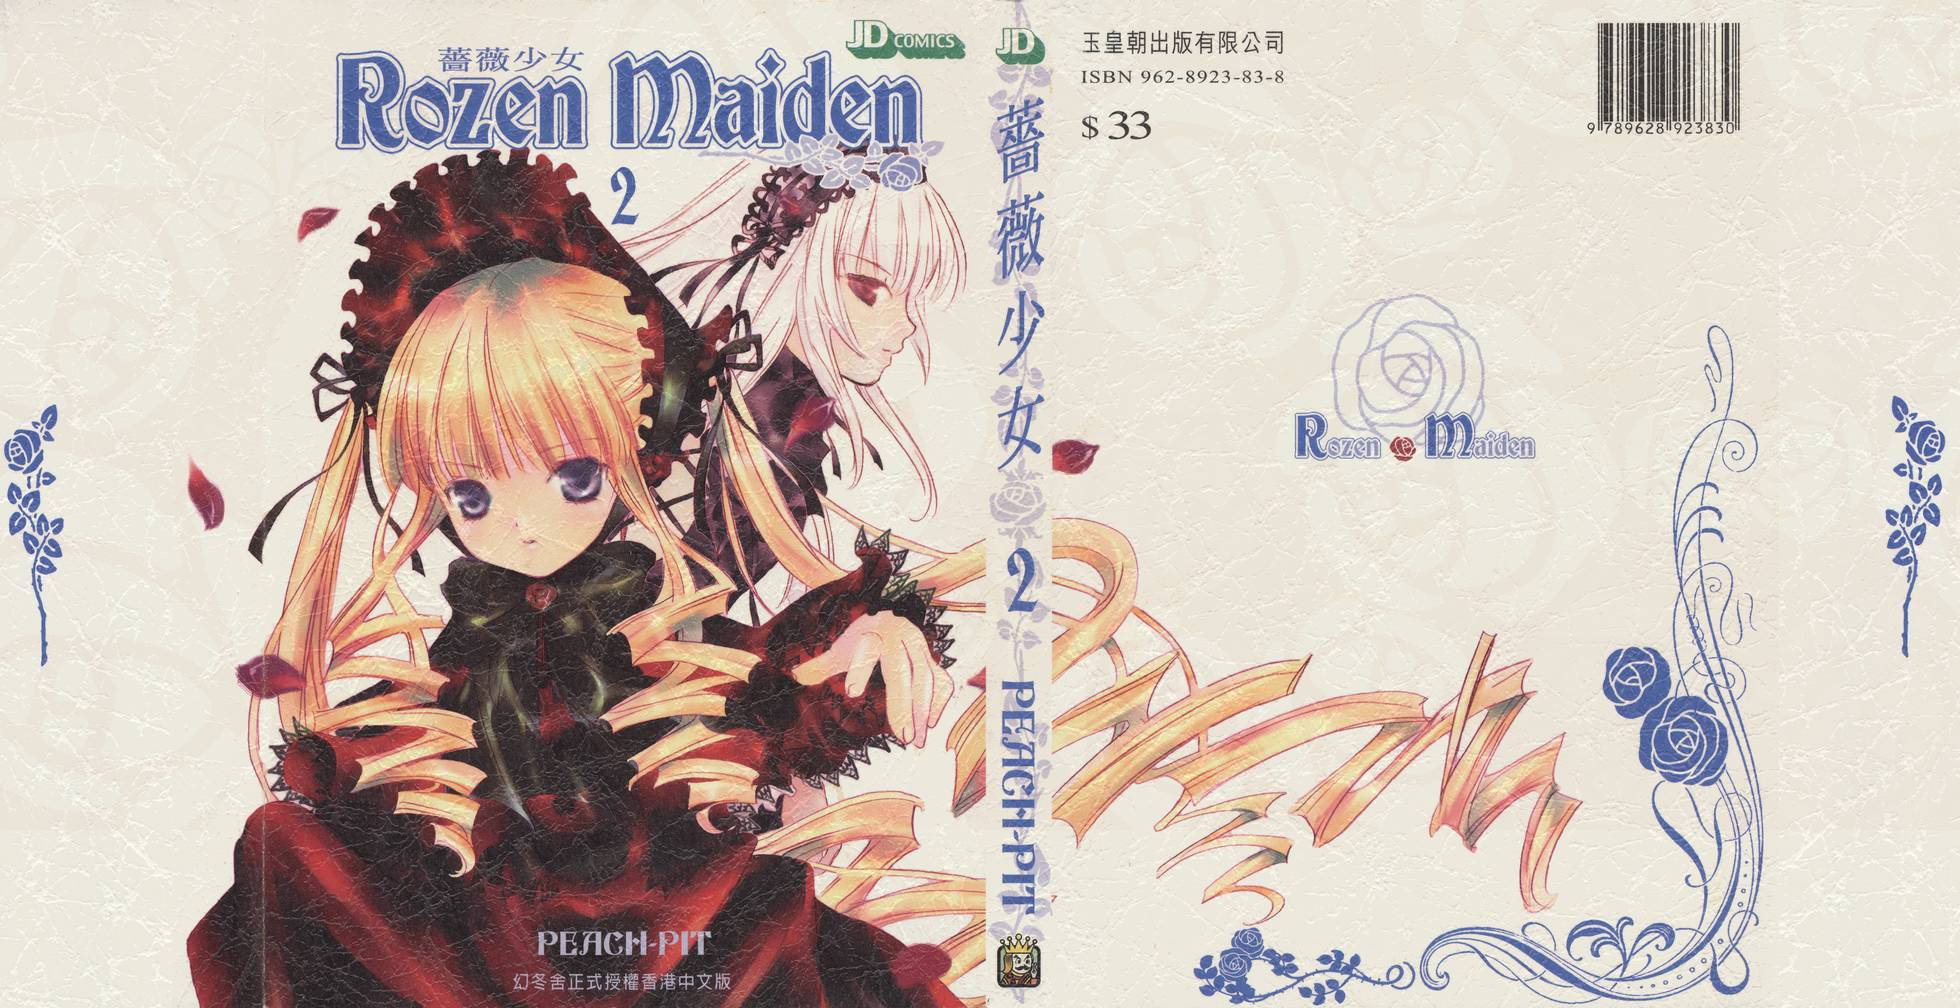 JD COMICS
薔薇少女
Rozen Maiden
2
PEACH-PIT
幻冬舍正式授權香港中文版
JD
薔薇少女
2
PEACH-PIT
玉皇朝出版有限公司
ISBN 962-8923-83-8
$ 33
9 789628 923830
Rozen Maiden